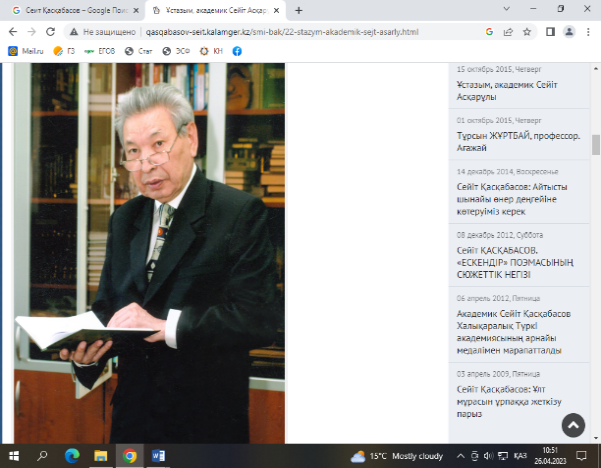 Сеит Қасқабасов – Google Поис
Ұстазым, академик Сейіт Асқар
Не защищено
qasqabasov-seit.kalamger.kz/smi-bak/22-stazym-akademik-sejt-asarly.html
Mail.ru
ГЗ
ЕГОВ
Стат
ЭСФ
КН
15 октябрь 2015, Четверг
Ұстазым, академик Сейіт
Асқарұлы
01 октябрь 2015, Четверг
Тұрсын ЖҰРТБАЙ, профессор.
Ағажай
14 декабрь 2014, Воскресенье
Сейіт Қасқабасов: Айтысты
шынайы өнер деңгейіне
көтеруіміз керек
08 декабрь 2012, Суббота
Сейіт ҚАСҚАБАСОВ.
«ЕСКЕНДІР» ПОЭМАСЫНЫҢ
СЮЖЕТТІК НЕГІЗІ
06 апрель 2012, Пятница
Академик Сейіт Қасқабасов
Халықаралық Түркі
академиясының арнайы
медалімен марапатталды
03 апрель 2009, Пятница
Сейіт Қасқабасов: Ұлт
мұрасын ұрпаққа жеткізу
парыз
15°C Mostly cloudy
ҚАЗ
10:51
26.04.2023